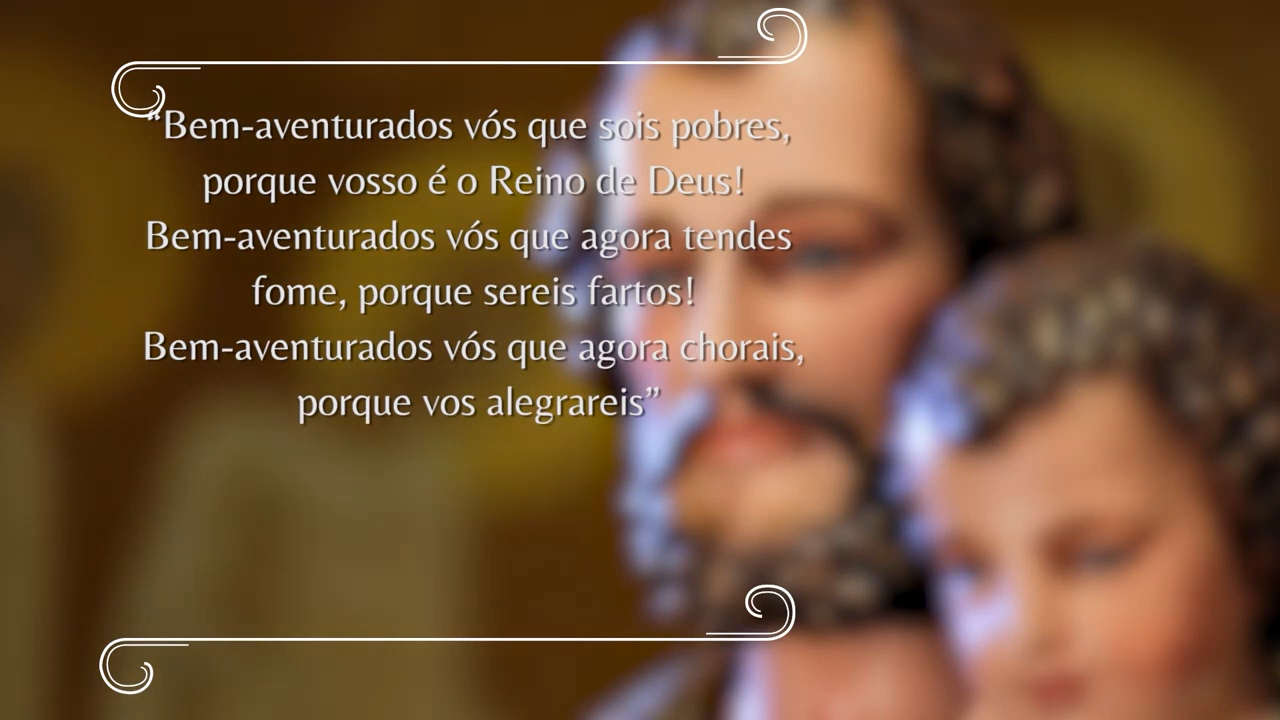 “Bem-aventurados vós que sois pobres,
porque vosso é o Reino de Deus!
Bem-aventurados vós que agora tendes
fome, porque sereis fartos!
Bem-aventurados vós que agora chorais,
porque vos alegrareis”